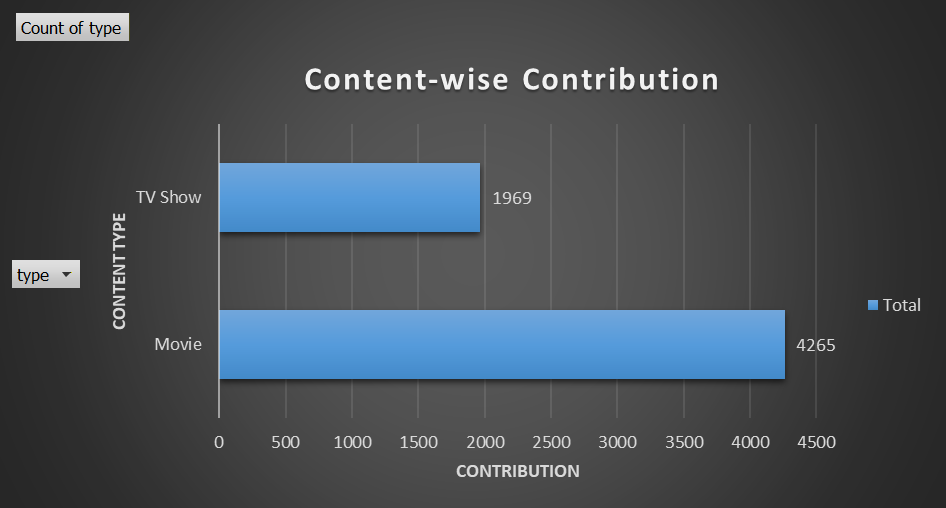 Count of type
Content-wise Contribution
TV Show
1969
type
CONTENT TYPE
Total
Movie
4265
0 500 1000 1500 2000 2500 3000 3500 4000 4500
CONTRIBUTION